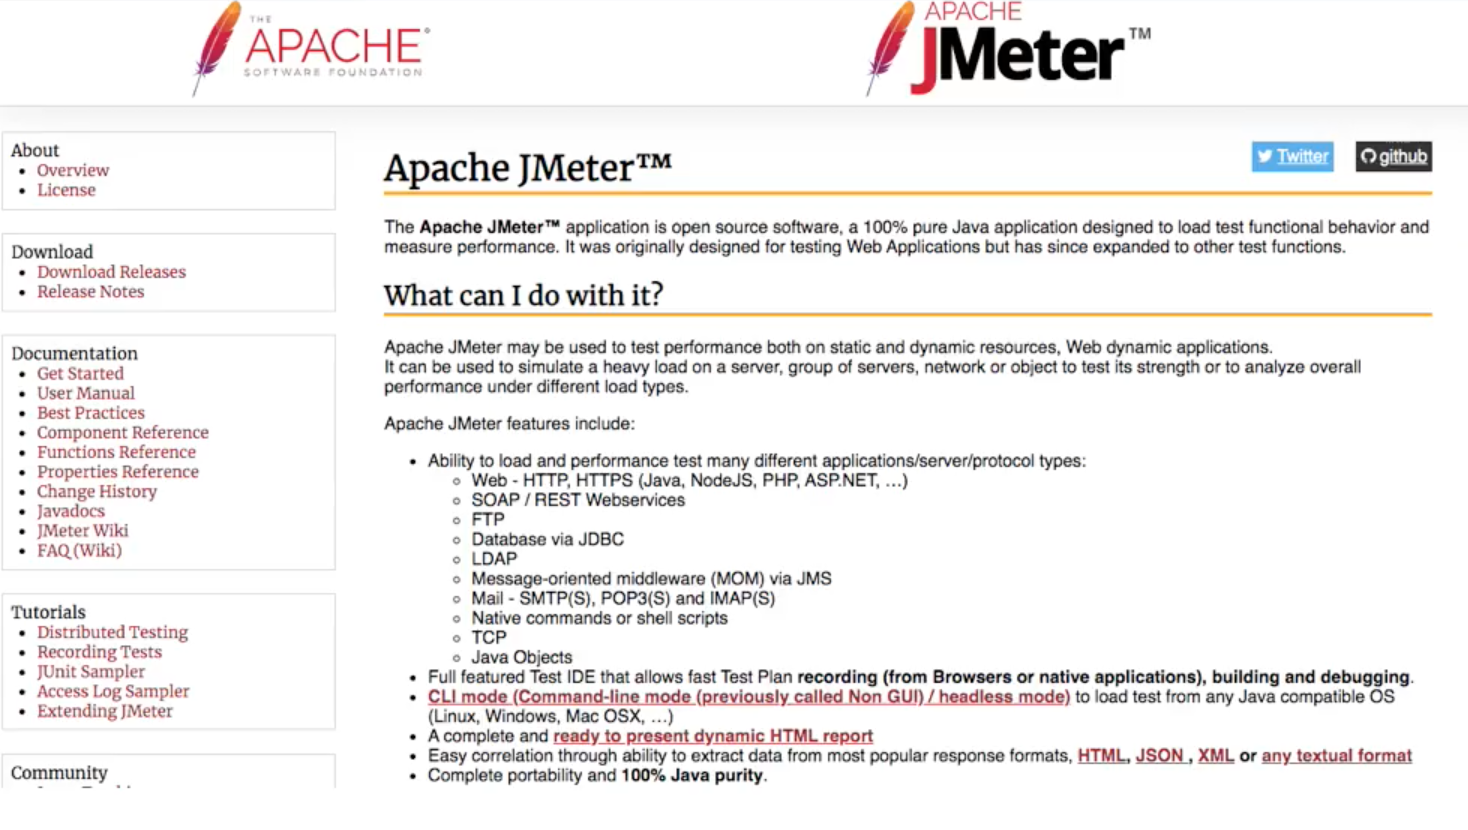 THE
APACHE®
SOFTWARE FOUNDATION
APACHE
JMeter™
About
Overview
License
Download
Download Releases
Release Notes
Documentation
Get Started
User Manual
Best Practices
Component Reference
Functions Reference
Properties Reference
Change History
Javadocs
JMeter Wiki
FAQ (Wiki)
Tutorials
Distributed Testing
Recording Tests
JUnit Sampler
Access Log Sampler
Extending JMeter
Community
Twitter
github
Apache JMeter™
The Apache JMeter™ application is open source software, a 100% pure Java application designed to load test functional behavior and
measure performance. It was originally designed for testing Web Applications but has since expanded to other test functions.
What can I do with it?
Apache JMeter may be used to test performance both on static and dynamic resources, Web dynamic applications.
It can be used to simulate a heavy load on a server, group of servers, network or object to test its strength or to analyze overall
performance under different load types.
Apache JMeter features include:
Ability to load and performance test many different applications/server/protocol types:
Web - HTTP, HTTPS (Java, NodeJS, PHP, ASP.NET, …)
SOAP / REST Webservices
FTP
Database via JDBC
LDAP
Message-oriented middleware (MOM) via JMS
Mail - SMTP(S), POP3(S) and IMAP(S)
Native commands or shell scripts
TCP
Java Objects
Full featured Test IDE that allows fast Test Plan recording (from Browsers or native applications), building and debugging.
CLI mode (Command-line mode (previously called Non GUI) / headless mode) to load test from any Java compatible OS
(Linux, Windows, Mac OSX, …)
A complete and ready to present dynamic HTML report
Easy correlation through ability to extract data from most popular response formats, HTML, JSON , XML or any textual format
Complete portability and 100% Java purity.